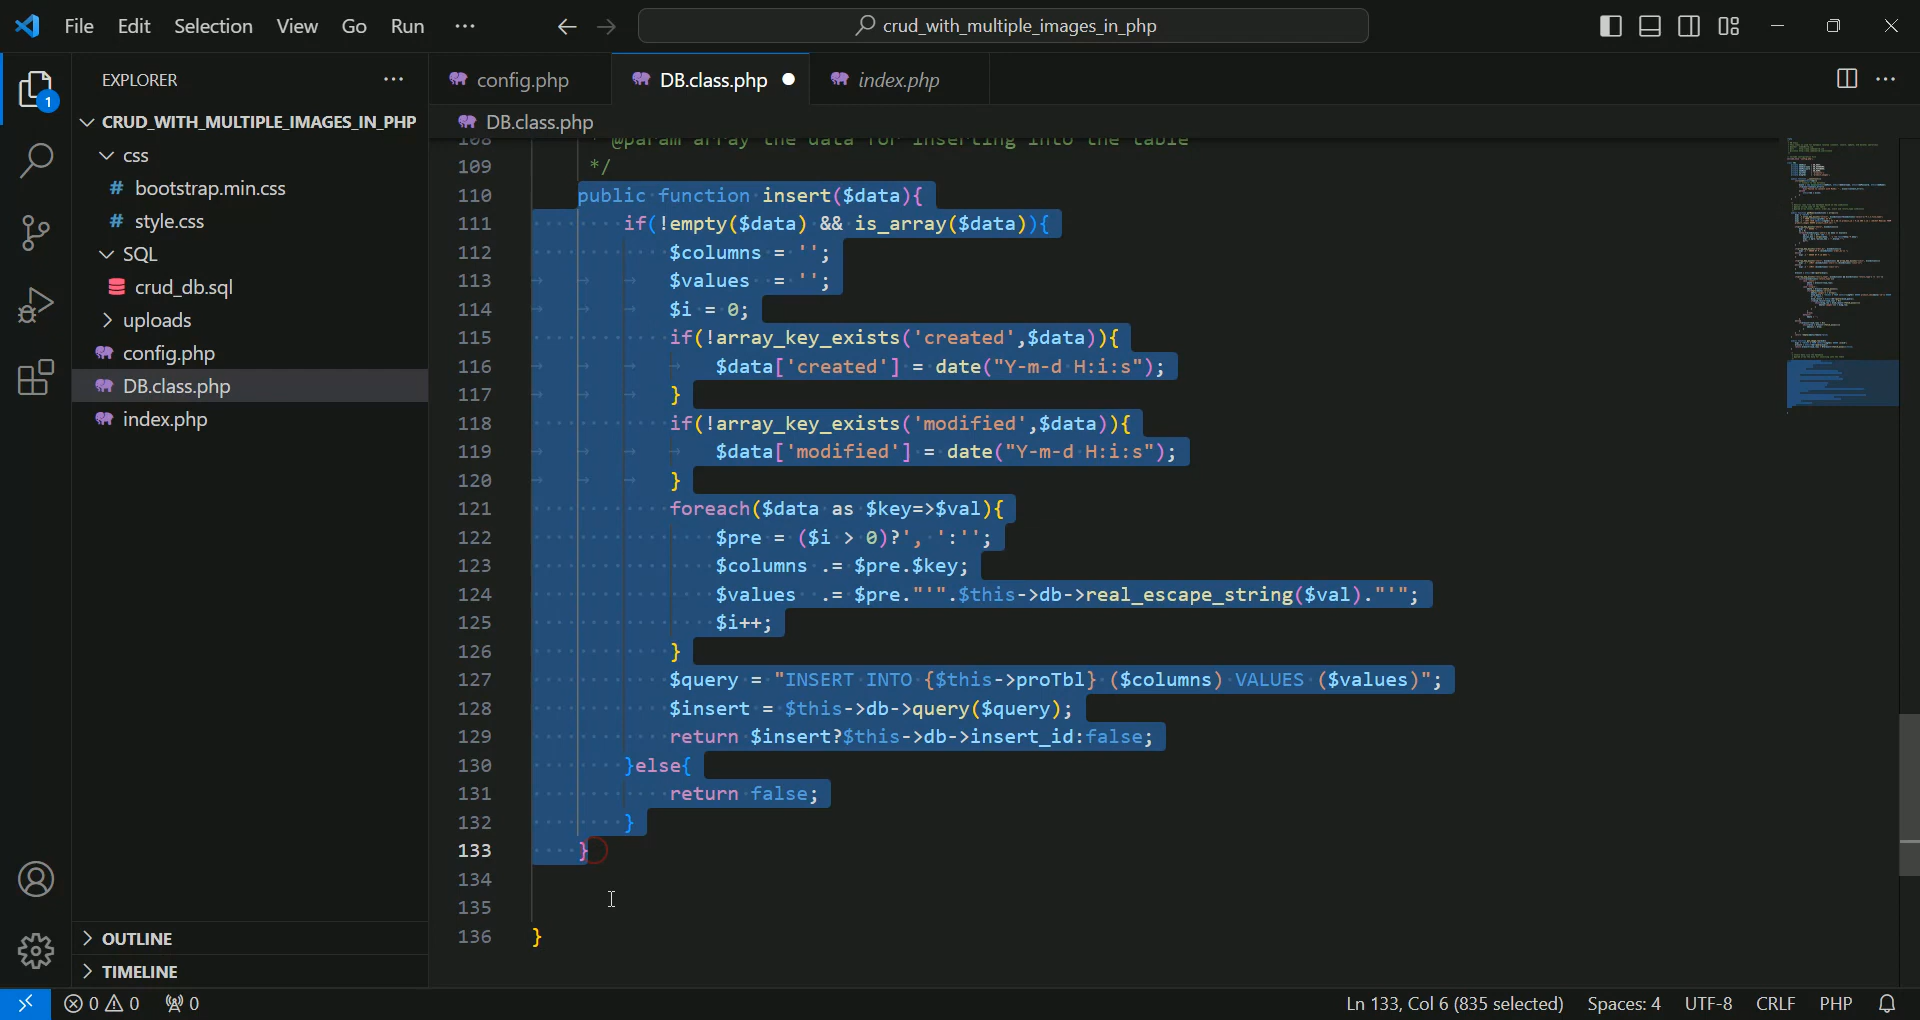 File Edit Selection View Go Run ··· crud_with_multiple_images_in_php
EXPLORER ···
1
CRUD_WITH_MULTIPLE_IMAGES_IN_PHP
css
# bootstrap.min.css
# style.css
SQL
crud_db.sql
uploads
config.php
DB.class.php
index.php
OUTLINE
TIMELINE
config.php DB.class.php index.php
DB.class.php
108 * @param array the data for inserting into the table
109 */
110 public function insert($data){
111 if(!empty($data) && is_array($data)){
112 $columns = '';
113 $values  = '';
114 $i = 0;
115 if(!array_key_exists('created',$data)){
116 $data['created'] = date("Y-m-d H:i:s");
117 }
118 if(!array_key_exists('modified',$data)){
119 $data['modified'] = date("Y-m-d H:i:s");
120 }
121 foreach($data as $key=>$val){
122 $pre = ($i > 0)?', ':'';
123 $columns .= $pre.$key;
124 $values  .= $pre."'".$this->db->real_escape_string($val)."'";
125 $i++;
126 }
127 $query = "INSERT INTO {$this->proTbl} ($columns) VALUES ($values)";
128 $insert = $this->db->query($query);
129 return $insert?$this->db->insert_id:false;
130 }else{
131 return false;
132 }
133 }
134
135
136 }
0 0 0 Ln 133, Col 6 (835 selected) Spaces: 4 UTF-8 CRLF PHP